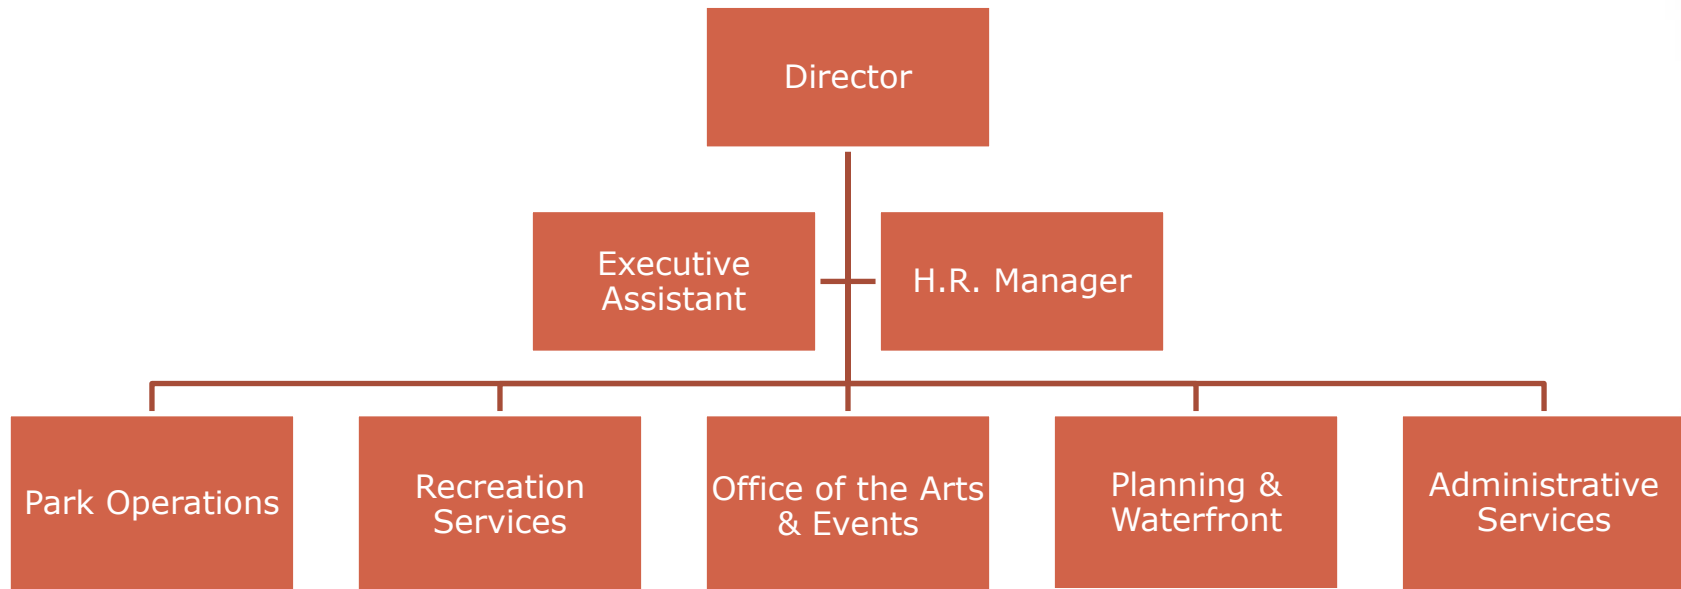 Director
Executive
Assistant
H.R. Manager
Park Operations
Recreation
Services
Office of the Arts
& Events
Planning &
Waterfront
Administrative
Services